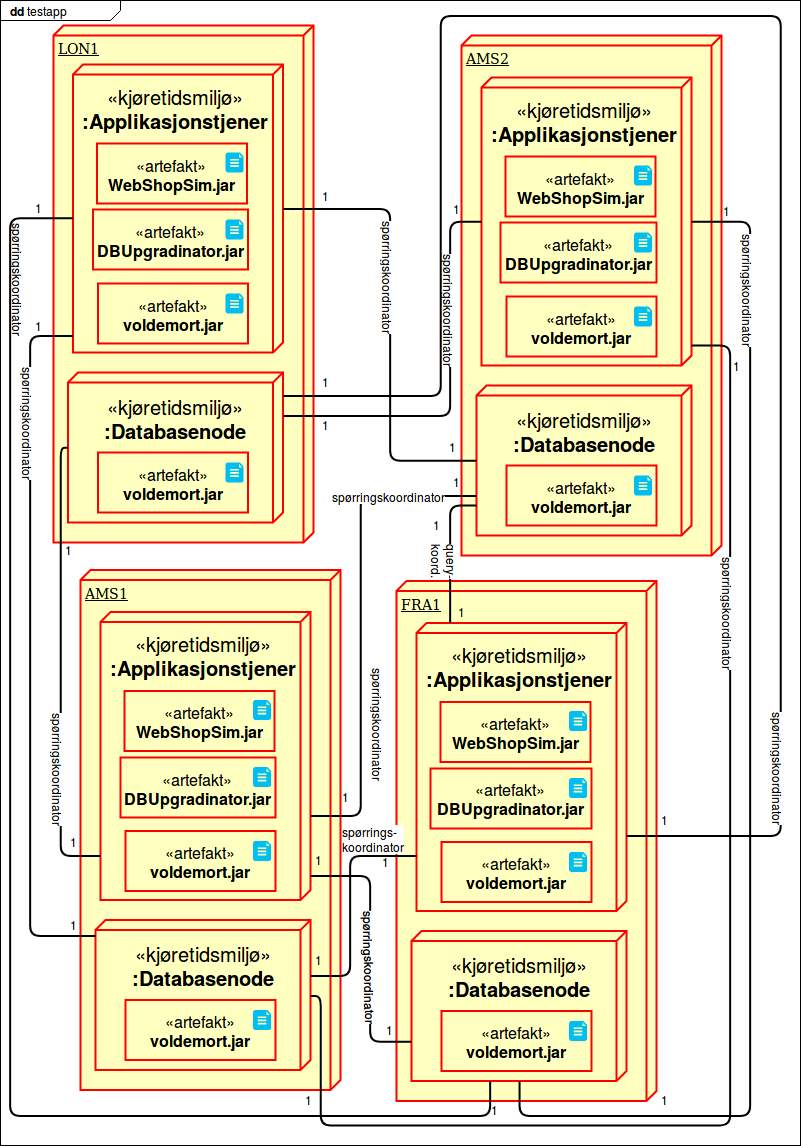 dd testapp
LON1
«kjøretidsmiljø»
:Applikasjonstjener
«artefakt»
WebShopSim.jar
«artefakt»
DBUpgradinator.jar
«artefakt»
voldemort.jar
«kjøretidsmiljø»
:Databasenode
«artefakt»
voldemort.jar
AMS2
«kjøretidsmiljø»
:Applikasjonstjener
«artefakt»
WebShopSim.jar
«artefakt»
DBUpgradinator.jar
«artefakt»
voldemort.jar
«kjøretidsmiljø»
:Databasenode
«artefakt»
voldemort.jar
AMS1
«kjøretidsmiljø»
:Applikasjonstjener
«artefakt»
WebShopSim.jar
«artefakt»
DBUpgradinator.jar
«artefakt»
voldemort.jar
«kjøretidsmiljø»
:Databasenode
«artefakt»
voldemort.jar
FRA1
«kjøretidsmiljø»
:Applikasjonstjener
«artefakt»
WebShopSim.jar
«artefakt»
DBUpgradinator.jar
«artefakt»
voldemort.jar
«kjøretidsmiljø»
:Databasenode
«artefakt»
voldemort.jar
1
spørringskoordinator
1
1
spørringskoordinator
1
1
spørringskoordinator
1
1
spørringskoordinator
1
1
spørringskoordinator
1
1
spørringskoordinator
1
1
spørringskoordinator
1
1
spørringskoordinator
1
spørringskoordinator
1
spørringskoordinator
1
1
query
koord.
1
spørrings-
koordinator
1
1
1
spørringskoordinator
1